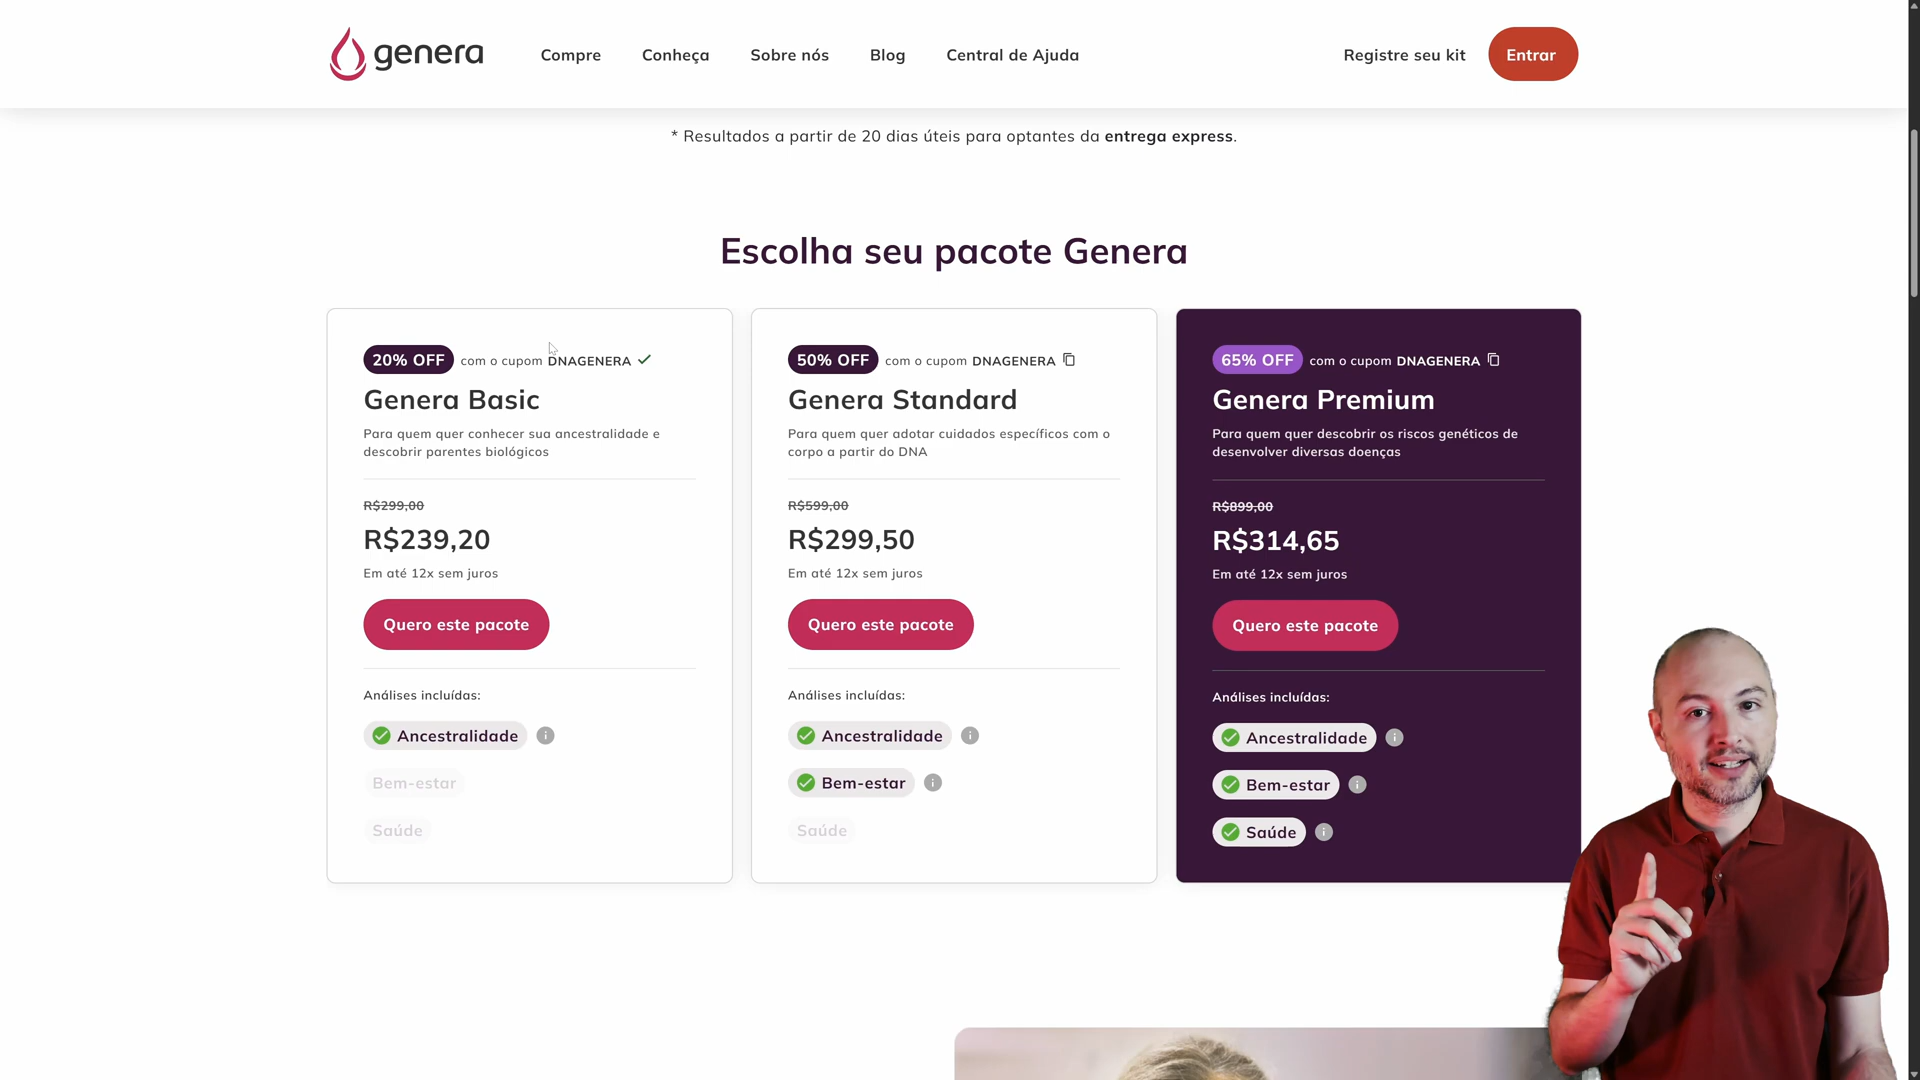 genera
Compre
Conheça
Sobre nós
Blog
Central de Ajuda
Registre seu kit
Entrar
* Resultados a partir de 20 dias úteis para optantes da entrega express.
Escolha seu pacote Genera
20% OFF com o cupom DNAGENERA
Genera Basic
Para quem quer conhecer sua ancestralidade e
descobrir parentes biológicos
R$299,00
R$239,20
Em até 12x sem juros
Quero este pacote
Análises incluídas:
Ancestralidade
Bem-estar
Saúde
50% OFF com o cupom DNAGENERA
Genera Standard
Para quem quer adotar cuidados específicos com o
corpo a partir do DNA
R$599,00
R$299,50
Em até 12x sem juros
Quero este pacote
Análises incluídas:
Ancestralidade
Bem-estar
Saúde
65% OFF com o cupom DNAGENERA
Genera Premium
Para quem quer descobrir os riscos genéticos de
desenvolver diversas doenças
R$899,00
R$314,65
Em até 12x sem juros
Quero este pacote
Análises incluídas:
Ancestralidade
Bem-estar
Saúde